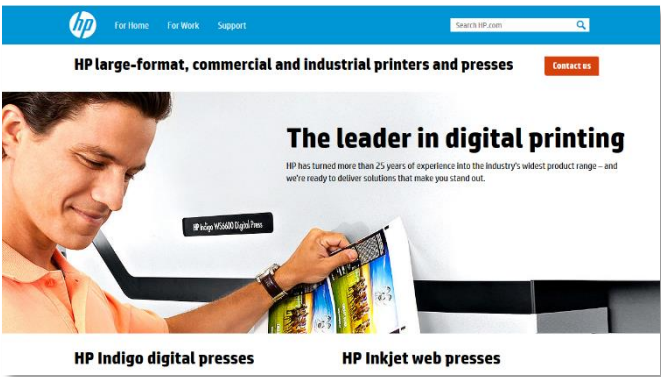 hp
For Home For Work Support
Search HP.com
HP large-format, commercial and industrial printers and presses
Contact us
The leader in digital printing
HP has turned more than 25 years of experience into the industry's widest product range – and
we're ready to deliver solutions that make you stand out.
HP Indigo WS6600 Digital Press
HP Indigo digital presses
HP Inkjet web presses